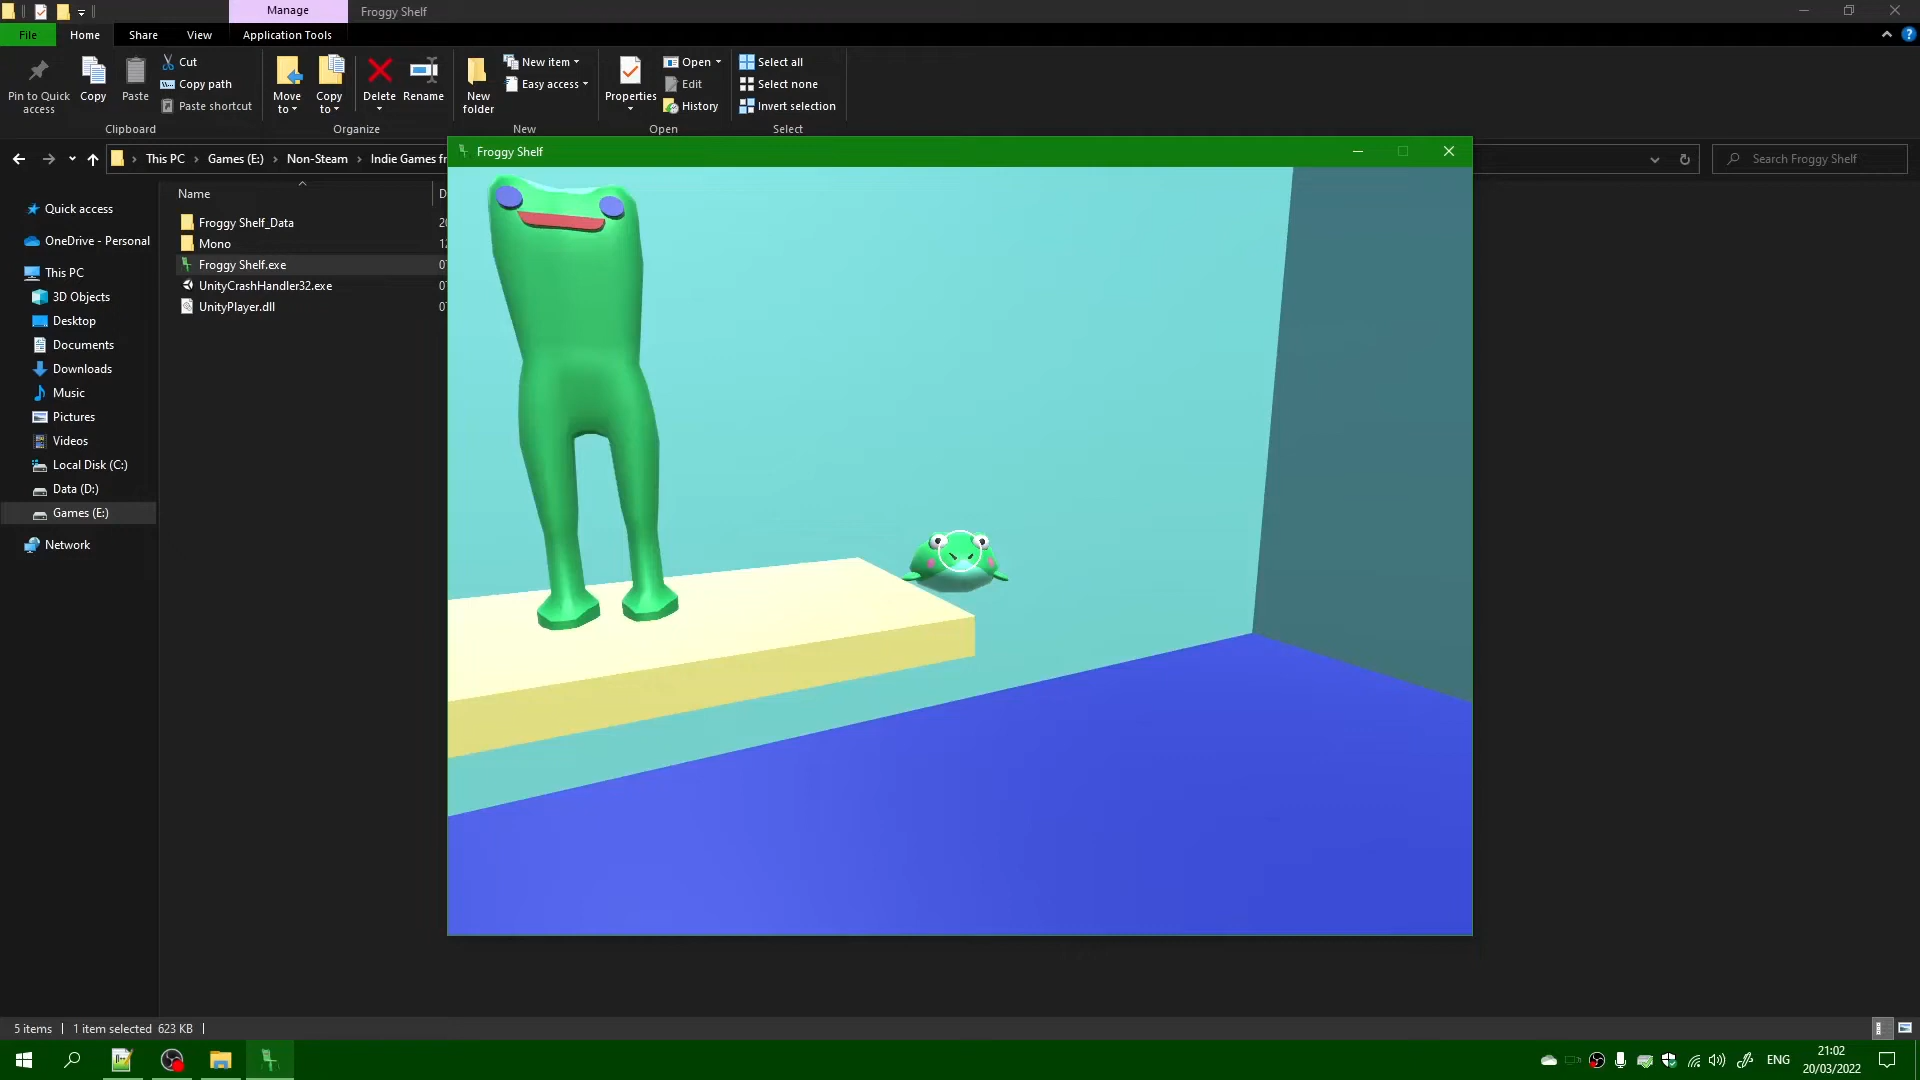 Manage
Froggy Shelf
File
Home
Share
View
Application Tools
Pin to Quick access
Copy
Paste
Cut
Copy path
Paste shortcut
Clipboard
Move to
Copy to
Delete
Rename
Organize
New folder
New item
Easy access
New
Properties
Open
Edit
History
Open
Select all
Select none
Invert selection
Select
This PC
Games (E:)
Non-Steam
Indie Games fr
Search Froggy Shelf
Froggy Shelf
Name
D
Froggy Shelf_Data
20
Mono
12
Froggy Shelf.exe
07
UnityCrashHandler32.exe
07
UnityPlayer.dll
07
Quick access
OneDrive - Personal
This PC
3D Objects
Desktop
Documents
Downloads
Music
Pictures
Videos
Local Disk (C:)
Data (D:)
Games (E:)
Network
5 items
1 item selected 623 KB
ENG
21:02
20/03/2022